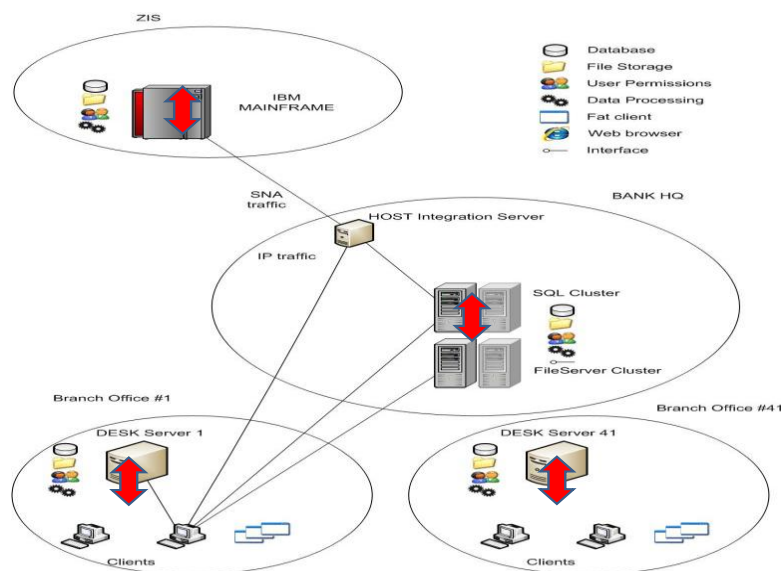 ZIS
IBM
MAINFRAME
Database
File Storage
User Permissions
Data Processing
Fat client
Web browser
Interface
SNA
traffic
BANK HQ
HOST Integration Server
IP traffic
SQL Cluster
FileServer Cluster
Branch Office #1
Branch Office #41
DESK Server 1
DESK Server 41
Clients
Clients